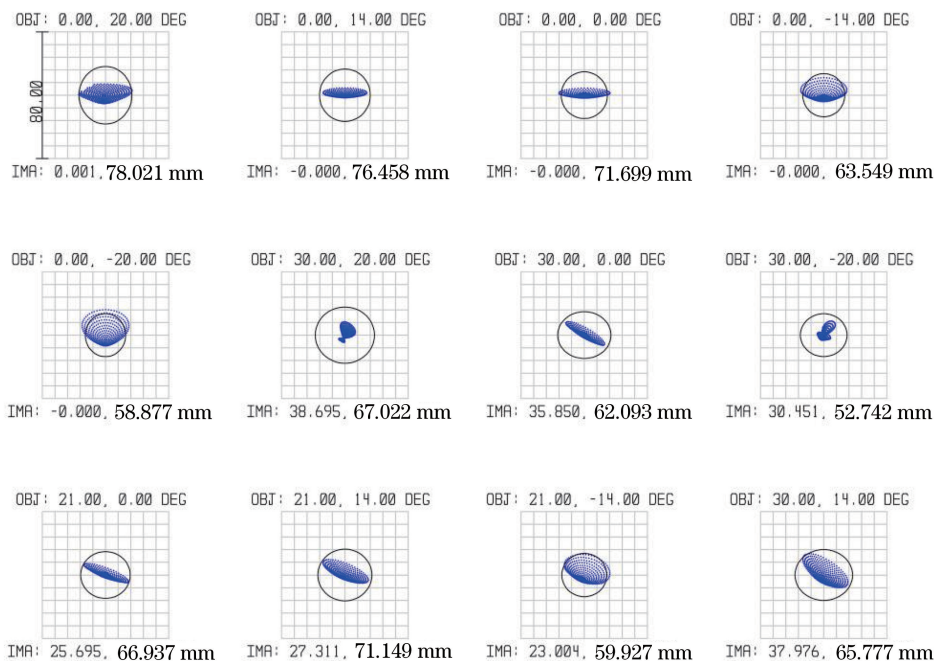 OBJ: 0.00, 20.00 DEG
OBJ: 0.00, 14.00 DEG
OBJ: 0.00, 0.00 DEG
OBJ: 0.00, -14.00 DEG
80.00
IMA: 0.001, 78.021 mm
IMA: -0.000, 76.458 mm
IMA: -0.000, 71.699 mm
IMA: -0.000, 63.549 mm
OBJ: 0.00, -20.00 DEG
OBJ: 30.00, 20.00 DEG
OBJ: 30.00, 0.00 DEG
OBJ: 30.00, -20.00 DEG
IMA: -0.000, 58.877 mm
IMA: 38.695, 67.022 mm
IMA: 35.850, 62.093 mm
IMA: 30.451, 52.742 mm
OBJ: 21.00, 0.00 DEG
OBJ: 21.00, 14.00 DEG
OBJ: 21.00, -14.00 DEG
OBJ: 30.00, 14.00 DEG
IMA: 25.695, 66.937 mm
IMA: 27.311, 71.149 mm
IMA: 23.004, 59.927 mm
IMA: 37.976, 65.777 mm